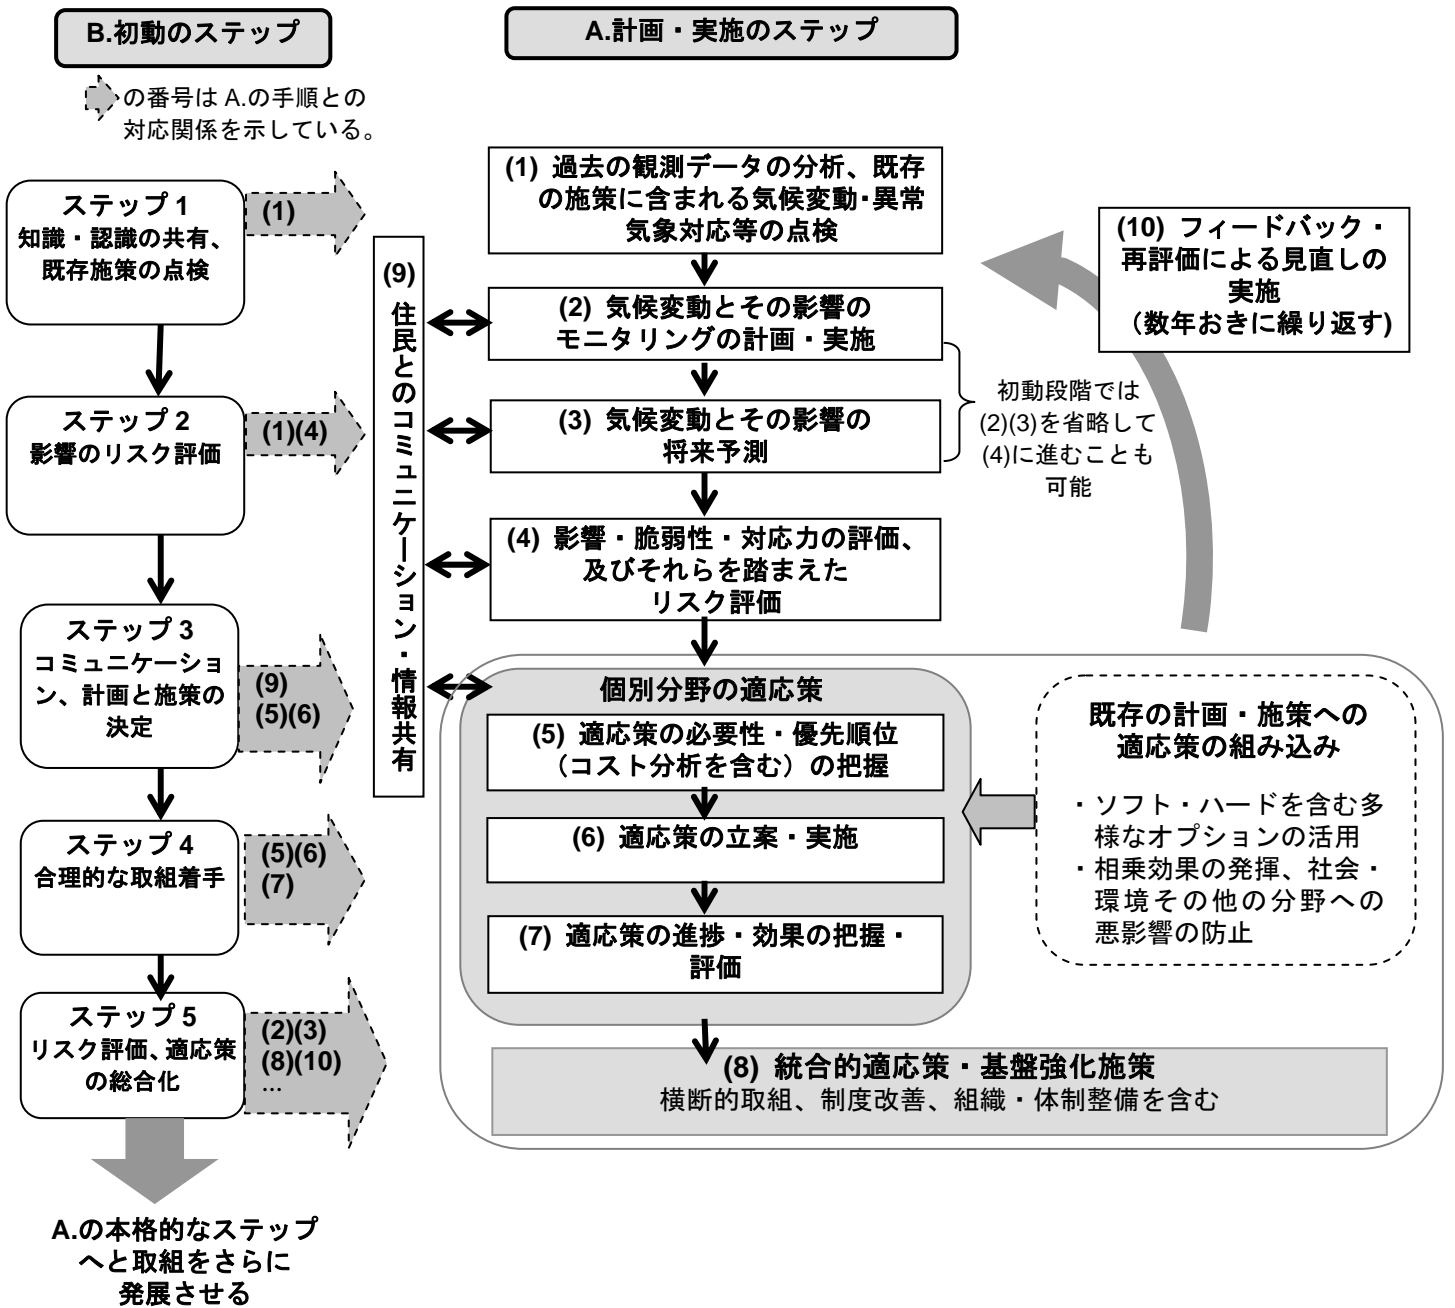 B.初動のステップ
の番号は A.の手順との
対応関係を示している。
ステップ 1
知識・認識の共有、
既存施策の点検
(1)
ステップ 2
影響のリスク評価
(1)(4)
ステップ 3
コミュニケーショ
ン、計画と施策の
決定
(9)
(5)(6)
ステップ 4
合理的な取組着手
(5)(6)
(7)
ステップ 5
リスク評価、適応策
の総合化
(2)(3)
(8)(10)
...
A.の本格的なステップ
へと取組をさらに
発展させる
A.計画・実施のステップ
(1) 過去の観測データの分析、既存
の施策に含まれる気候変動・異常
気象対応等の点検
(9) 住民とのコミュニケーション・情報共有
(2) 気候変動とその影響の
モニタリングの計画・実施
(3) 気候変動とその影響の
将来予測
初動段階では
(2)(3)を省略して
(4)に進むことも
可能
(4) 影響・脆弱性・対応力の評価、
及びそれらを踏まえた
リスク評価
個別分野の適応策
(5) 適応策の必要性・優先順位
（コスト分析を含む）の把握
(6) 適応策の立案・実施
(7) 適応策の進捗・効果の把握・
評価
(8) 統合的適応策・基盤強化施策
横断的取組、制度改善、組織・体制整備を含む
既存の計画・施策への
適応策の組み込み
・ソフト・ハードを含む多
様なオプションの活用
・相乗効果の発揮、社会・
環境その他の分野への
悪影響の防止
(10) フィードバック・
再評価による見直しの
実施
（数年おきに繰り返す)